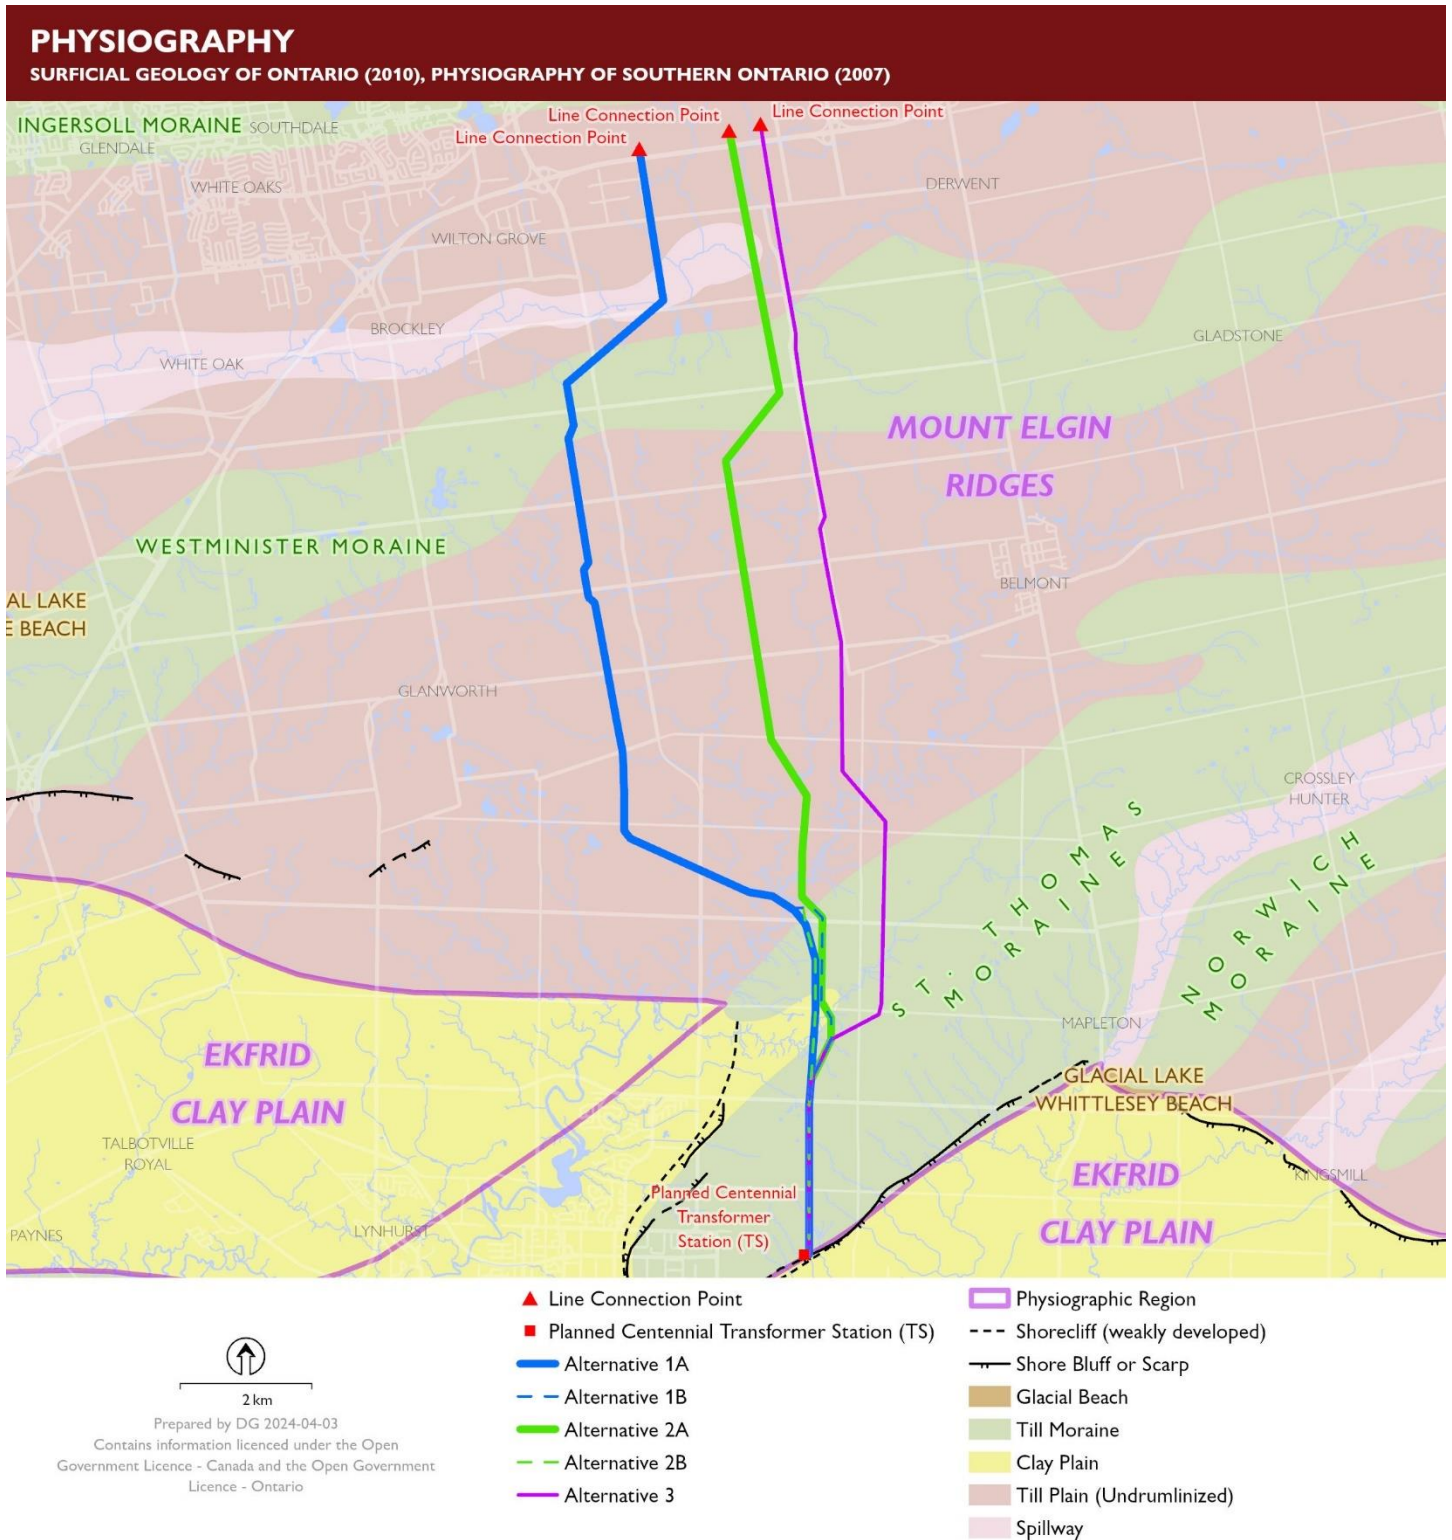 PHYSIOGRAPHY
SURFICIAL GEOLOGY OF ONTARIO (2010), PHYSIOGRAPHY OF SOUTHERN ONTARIO (2007)
Line Connection Point
Line Connection Point
Line Connection Point
INGERSOLL MORAINE
SOUTHDALE
GLENDALE
WHITE OAKS
DERWENT
WILTON GROVE
BROCKLEY
WHITE OAK
GLADSTONE
MOUNT ELGIN
RIDGES
WESTMINISTER MORAINE
BELMONT
AL LAKE
E BEACH
GLANWORTH
CROSSLEY
HUNTER
ST. THOMAS
MORAINE
NORWICH
MORAINE
MAPLETON
EKFRID
CLAY PLAIN
GLACIAL LAKE
WHITTLESEY BEACH
TALBOTVILLE
ROYAL
EKFRID
CLAY PLAIN
KINGSMILL
Planned Centennial
Transformer
Station (TS)
PAYNES
LYNHURST
2 km
Prepared by DG 2024-04-03
Contains information licenced under the Open
Government Licence - Canada and the Open Government
Licence - Ontario
Line Connection Point
Planned Centennial Transformer Station (TS)
Alternative 1A
Alternative 1B
Alternative 2A
Alternative 2B
Alternative 3
Physiographic Region
Shorecliff (weakly developed)
Shore Bluff or Scarp
Glacial Beach
Till Moraine
Clay Plain
Till Plain (Undrumlinized)
Spillway